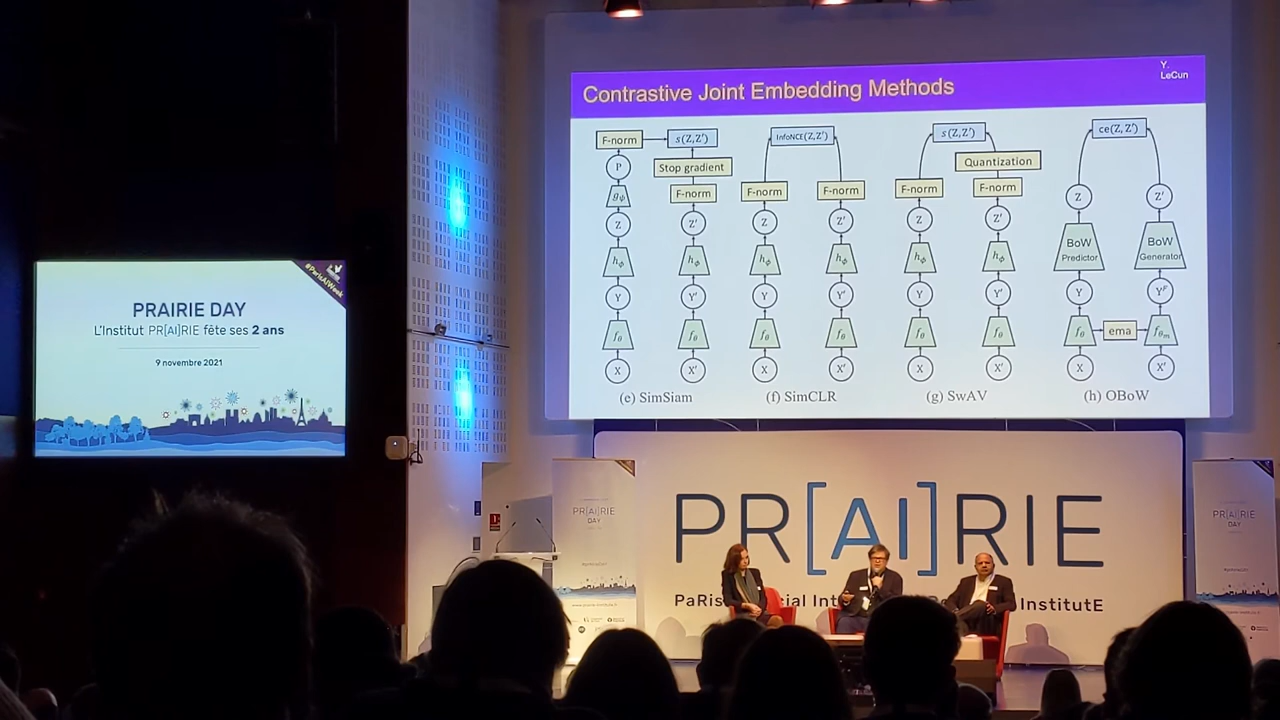 Contrastive Joint Embedding Methods
Y.
LeCun
F-norm
s(Z,Z′)
InfoNCE(Z,Z′)
s(Z,Z′)
ce(Z,Z′)
P
Stop gradient
Quantization
gφ
F-norm
F-norm
F-norm
F-norm
F-norm
Z
Z′
Z
Z′
Z
Z′
Z
Z′
hϕ
hϕ
hϕ
hϕ
hϕ
hϕ
BoW
Predictor
BoW
Generator
Y
Y′
Y
Y′
Y
Y′
Y
fθ
fθ
fθ
fθ
fθ
fθ
fθ
ema
X
X′
X
X′
X
X′
X
X′
(e) SimSiam
(f) SimCLR
(g) SwAV
(h) OBoW
#ParisAIWeek
PRAIRIE DAY
L'Institut PR[AI]RIE fête ses 2 ans
9 novembre 2021
PR[AI]RIE
InstitutE
PR[AI]RIE
DAY
PR[AI]RIE
DAY